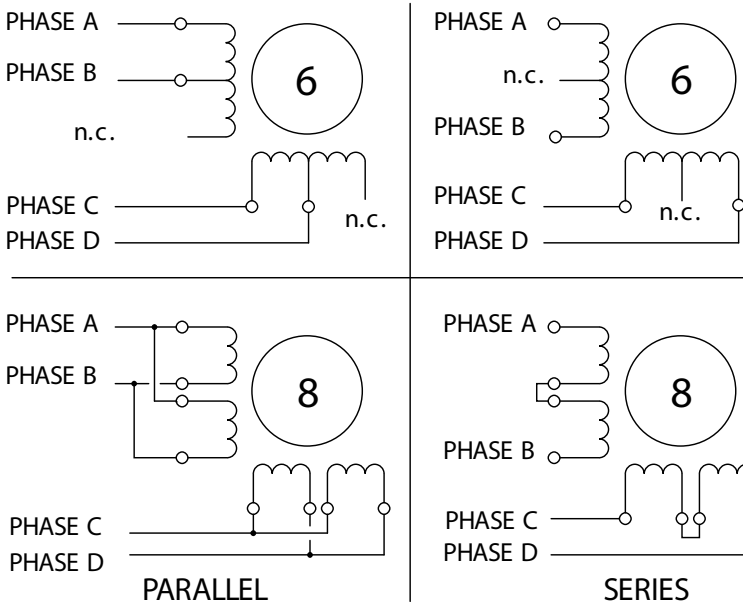 PHASE A
PHASE B
n.c.
6
PHASE C
PHASE D
n.c.
PHASE A
n.c.
PHASE B
6
PHASE C
n.c.
PHASE D
PHASE A
PHASE B
8
PHASE C
PHASE D
PARALLEL
PHASE A
8
PHASE B
PHASE C
PHASE D
SERIES